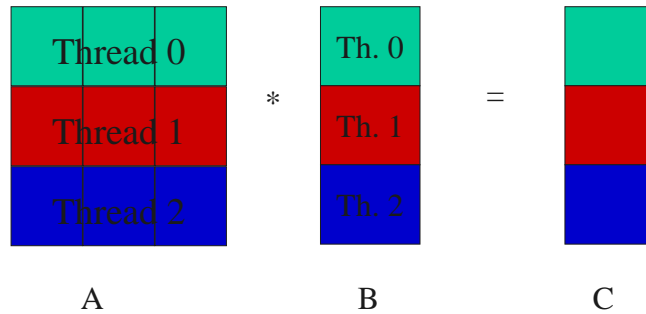 Thread 0
Th. 0
*
=
Thread 1
Th. 1
Thread 2
Th. 2
A
B
C